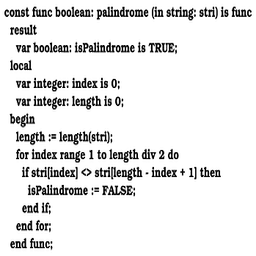 const func boolean: palindrome (in string: stri) is func
result
var boolean: isPalindrome is TRUE;
local
var integer: index is 0;
var integer: length is 0;
begin
length := length(stri);
for index range 1 to length div 2 do
if stri[index] <> stri[length - index + 1] then
isPalindrome := FALSE;
end if;
end for;
end func;